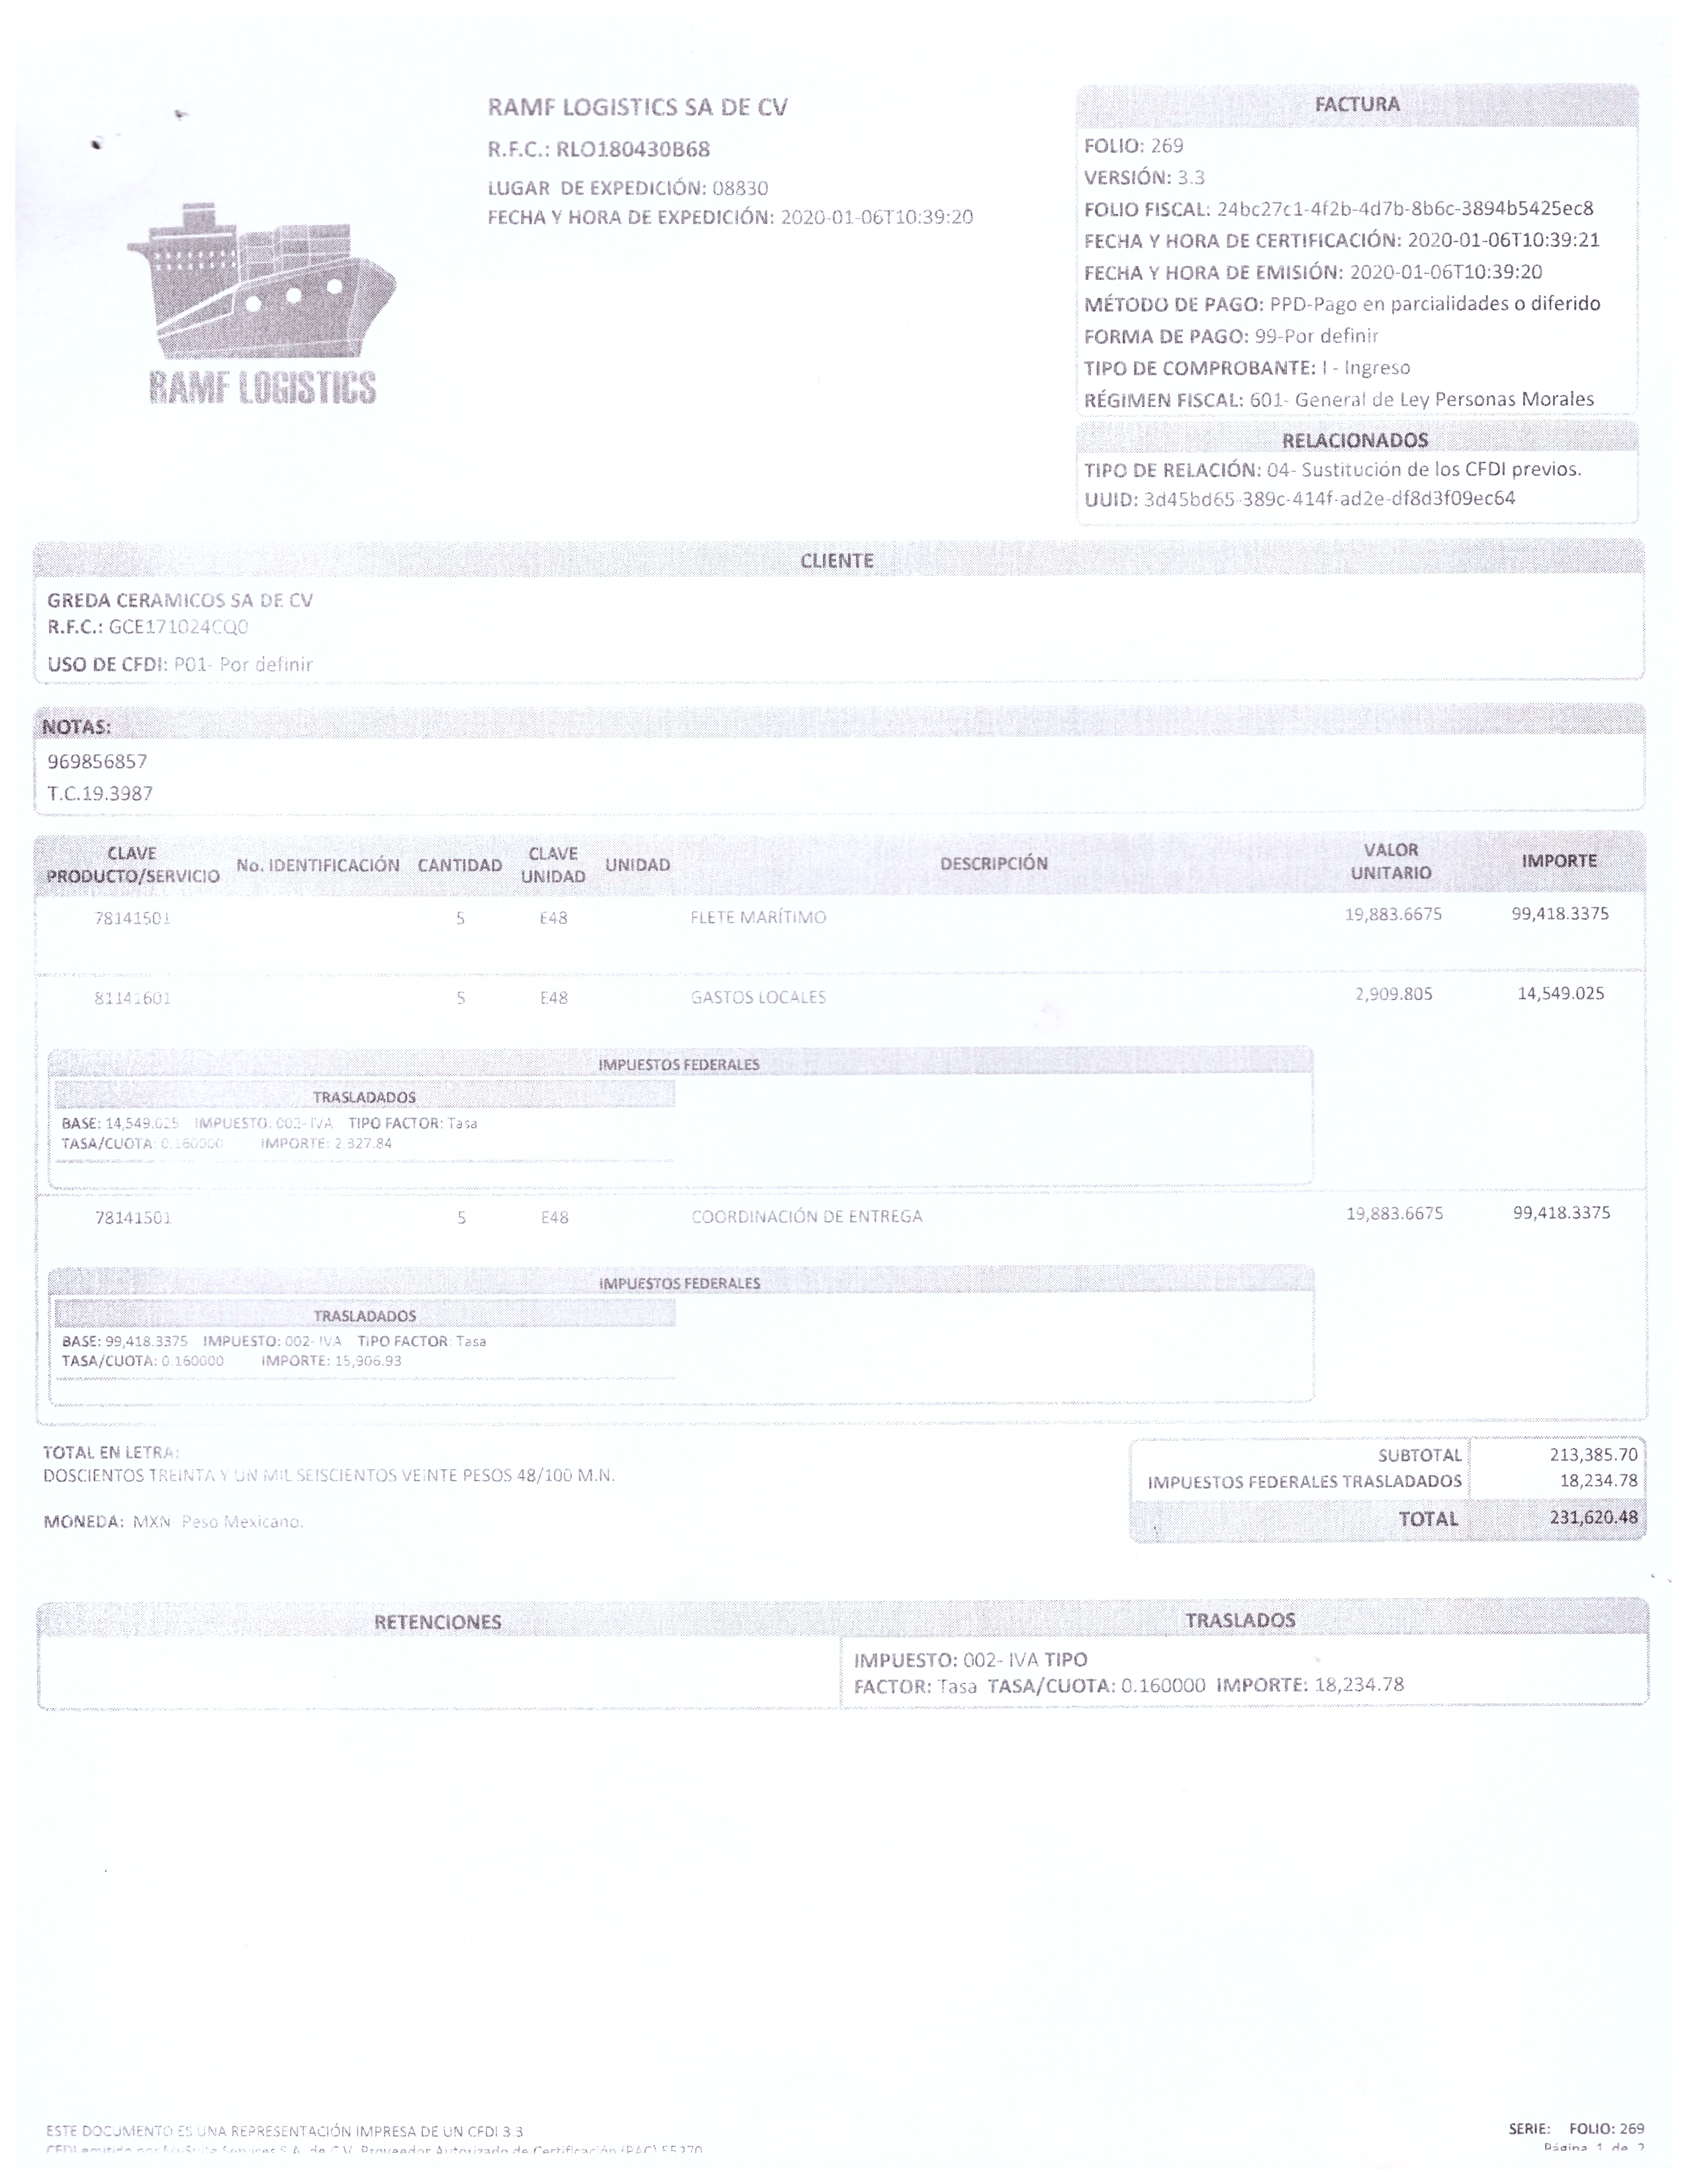 RAMF LOGISTICS SA DE CV
R.F.C.: RLO180430B68
LUGAR DE EXPEDICIÓN: 08830
FECHA Y HORA DE EXPEDICIÓN: 2020-01-06T10:39:20
RAMF LOGISTICS
FACTURA
FOLIO: 269
VERSIÓN: 3.3
FOLIO FISCAL: 24bc27c1-4f2b-4d7b-8b6c-3894b5425ec8
FECHA Y HORA DE CERTIFICACIÓN: 2020-01-06T10:39:21
FECHA Y HORA DE EMISIÓN: 2020-01-06T10:39:20
MÉTODO DE PAGO: PPD-Pago en parcialidades o diferido
FORMA DE PAGO: 99-Por definir
TIPO DE COMPROBANTE: I - Ingreso
RÉGIMEN FISCAL: 601- General de Ley Personas Morales
RELACIONADOS
TIPO DE RELACIÓN: 04- Sustitución de los CFDI previos.
UUID: 3d45bd65-389c-414f-ad2e-df8d3f09ec64
CLIENTE
GREDA CERAMICOS SA DE CV
R.F.C.: GCE171024CQ0
USO DE CFDI: P01- Por definir
NOTAS:
969856857
T.C.19.3987
CLAVE PRODUCTO/SERVICIO No. IDENTIFICACIÓN CANTIDAD CLAVE UNIDAD UNIDAD DESCRIPCIÓN VALOR UNITARIO IMPORTE
78141501 5 E48 FLETE MARÍTIMO 19,883.6675 99,418.3375
81141601 5 E48 GASTOS LOCALES 2,909.805 14,549.025
IMPUESTOS FEDERALES
TRASLADADOS
BASE: 14,549.025 IMPUESTO: 002- IVA TIPO FACTOR: Tasa
TASA/CUOTA: 0.160000 IMPORTE: 2,327.84
78141501 5 E48 COORDINACIÓN DE ENTREGA 19,883.6675 99,418.3375
IMPUESTOS FEDERALES
TRASLADADOS
BASE: 99,418.3375 IMPUESTO: 002- IVA TIPO FACTOR: Tasa
TASA/CUOTA: 0.160000 IMPORTE: 15,906.93
TOTAL EN LETRA:
DOSCIENTOS TREINTA Y UN MIL SEISCIENTOS VEINTE PESOS 48/100 M.N.
MONEDA: MXN- Peso Mexicano.
SUBTOTAL 213,385.70
IMPUESTOS FEDERALES TRASLADADOS 18,234.78
TOTAL 231,620.48
RETENCIONES
TRASLADOS
IMPUESTO: 002- IVA TIPO
FACTOR: Tasa TASA/CUOTA: 0.160000 IMPORTE: 18,234.78
ESTE DOCUMENTO ES UNA REPRESENTACIÓN IMPRESA DE UN CFDI 3.3
CFDI emitido por Services S.A. de C.V. Proveedor Autorizado de Certificación (PAC) 55270
SERIE: FOLIO: 269
Página 1 de 2